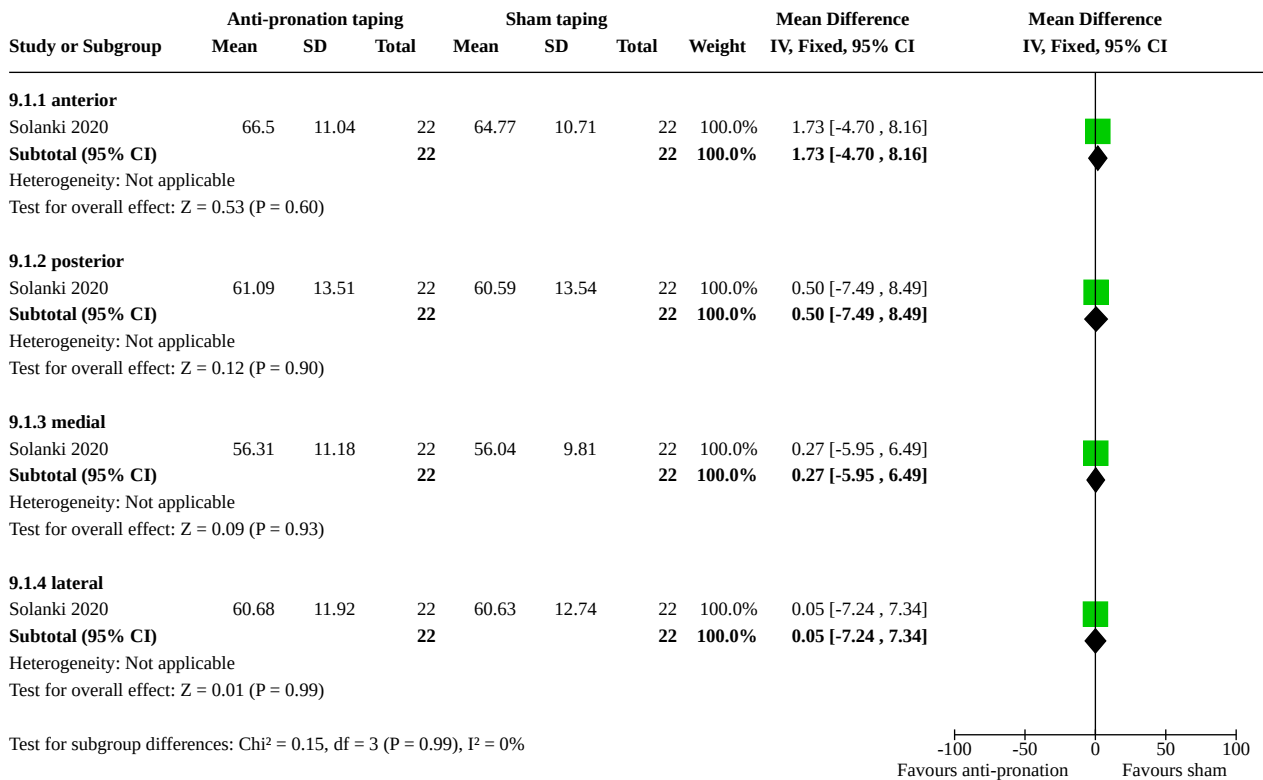 Anti-pronation taping Sham taping Mean Difference Mean Difference
Study or Subgroup Mean SD Total Mean SD Total Weight IV, Fixed, 95% CI IV, Fixed, 95% CI
9.1.1 anterior
Solanki 2020 66.5 11.04 22 64.77 10.71 22 100.0% 1.73 [-4.70 , 8.16]
Subtotal (95% CI) 22 22 100.0% 1.73 [-4.70 , 8.16]
Heterogeneity: Not applicable
Test for overall effect: Z = 0.53 (P = 0.60)
9.1.2 posterior
Solanki 2020 61.09 13.51 22 60.59 13.54 22 100.0% 0.50 [-7.49 , 8.49]
Subtotal (95% CI) 22 22 100.0% 0.50 [-7.49 , 8.49]
Heterogeneity: Not applicable
Test for overall effect: Z = 0.12 (P = 0.90)
9.1.3 medial
Solanki 2020 56.31 11.18 22 56.04 9.81 22 100.0% 0.27 [-5.95 , 6.49]
Subtotal (95% CI) 22 22 100.0% 0.27 [-5.95 , 6.49]
Heterogeneity: Not applicable
Test for overall effect: Z = 0.09 (P = 0.93)
9.1.4 lateral
Solanki 2020 60.68 11.92 22 60.63 12.74 22 100.0% 0.05 [-7.24 , 7.34]
Subtotal (95% CI) 22 22 100.0% 0.05 [-7.24 , 7.34]
Heterogeneity: Not applicable
Test for overall effect: Z = 0.01 (P = 0.99)
Test for subgroup differences: Chi² = 0.15, df = 3 (P = 0.99), I² = 0%
-100 -50 0 50 100
Favours anti-pronation Favours sham